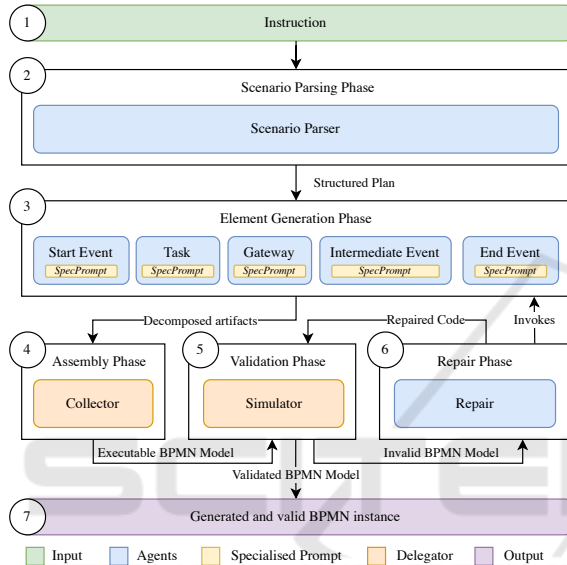 1
Instruction
2
Scenario Parsing Phase
Scenario Parser
Structured Plan
3
Element Generation Phase
Start Event
SpecPrompt
Task
SpecPrompt
Gateway
SpecPrompt
Intermediate Event
SpecPrompt
End Event
SpecPrompt
Decomposed artifacts
Repaired Code
Invokes
4
Assembly Phase
Collector
5
Validation Phase
Simulator
6
Repair Phase
Repair
Executable BPMN Model
Invalid BPMN Model
Validated BPMN Model
7
Generated and valid BPMN instance
Input
Agents
Specialised Prompt
Delegator
Output